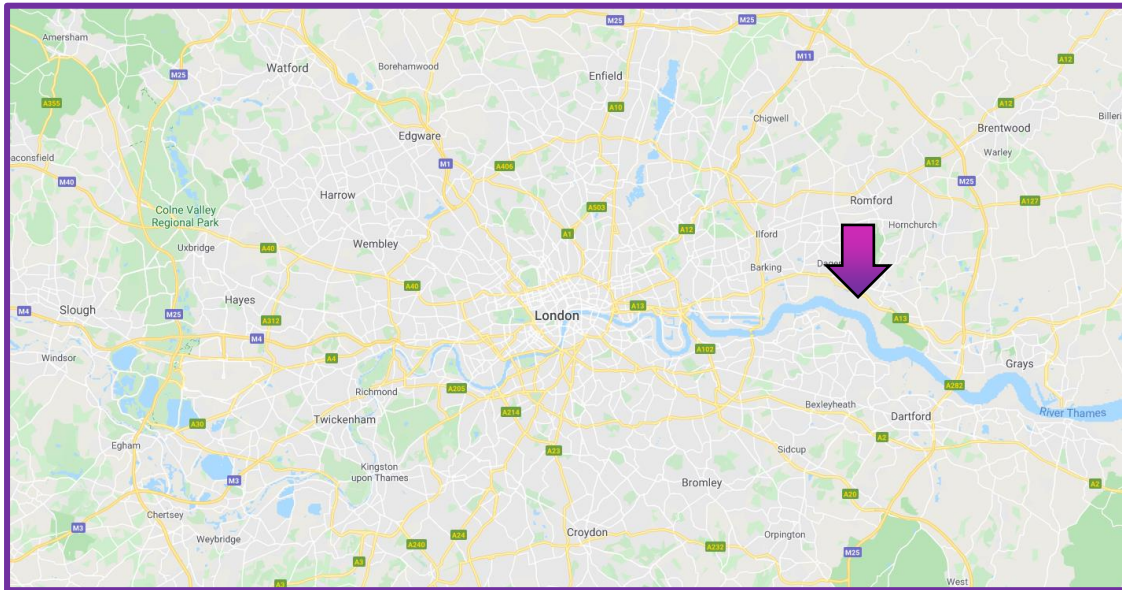 M25
M25
Amersham
A12
M11
Borehamwood
Watford
M25
Enfield
A355
A10
A12
Chigwell
Billeri
Brentwood
Edgware
aconsfield
M1
A406
A12
Warley
M40
M25
Harrow
Romford
A127
Colne Valley
Regional Park
A503
Hornchurch
A12
Ilford
A1
Wembley
Uxbridge
A40
Dage
Barking
A40
Hayes
Slough
M4
M25
A312
London
A13
A13
M4
A4
A102
Windsor
Grays
Richmond
A205
A282
Bexleyheath
River Thames
A214
Dartford
Twickenham
A30
A2
Egham
A23
Sidcup
Kingston
upon Thames
M3
Bromley
A2
A20
Chertsey
M3
Weybridge
A24
Croydon
Orpington
A240
A232
M25
A3
A3
A3
West